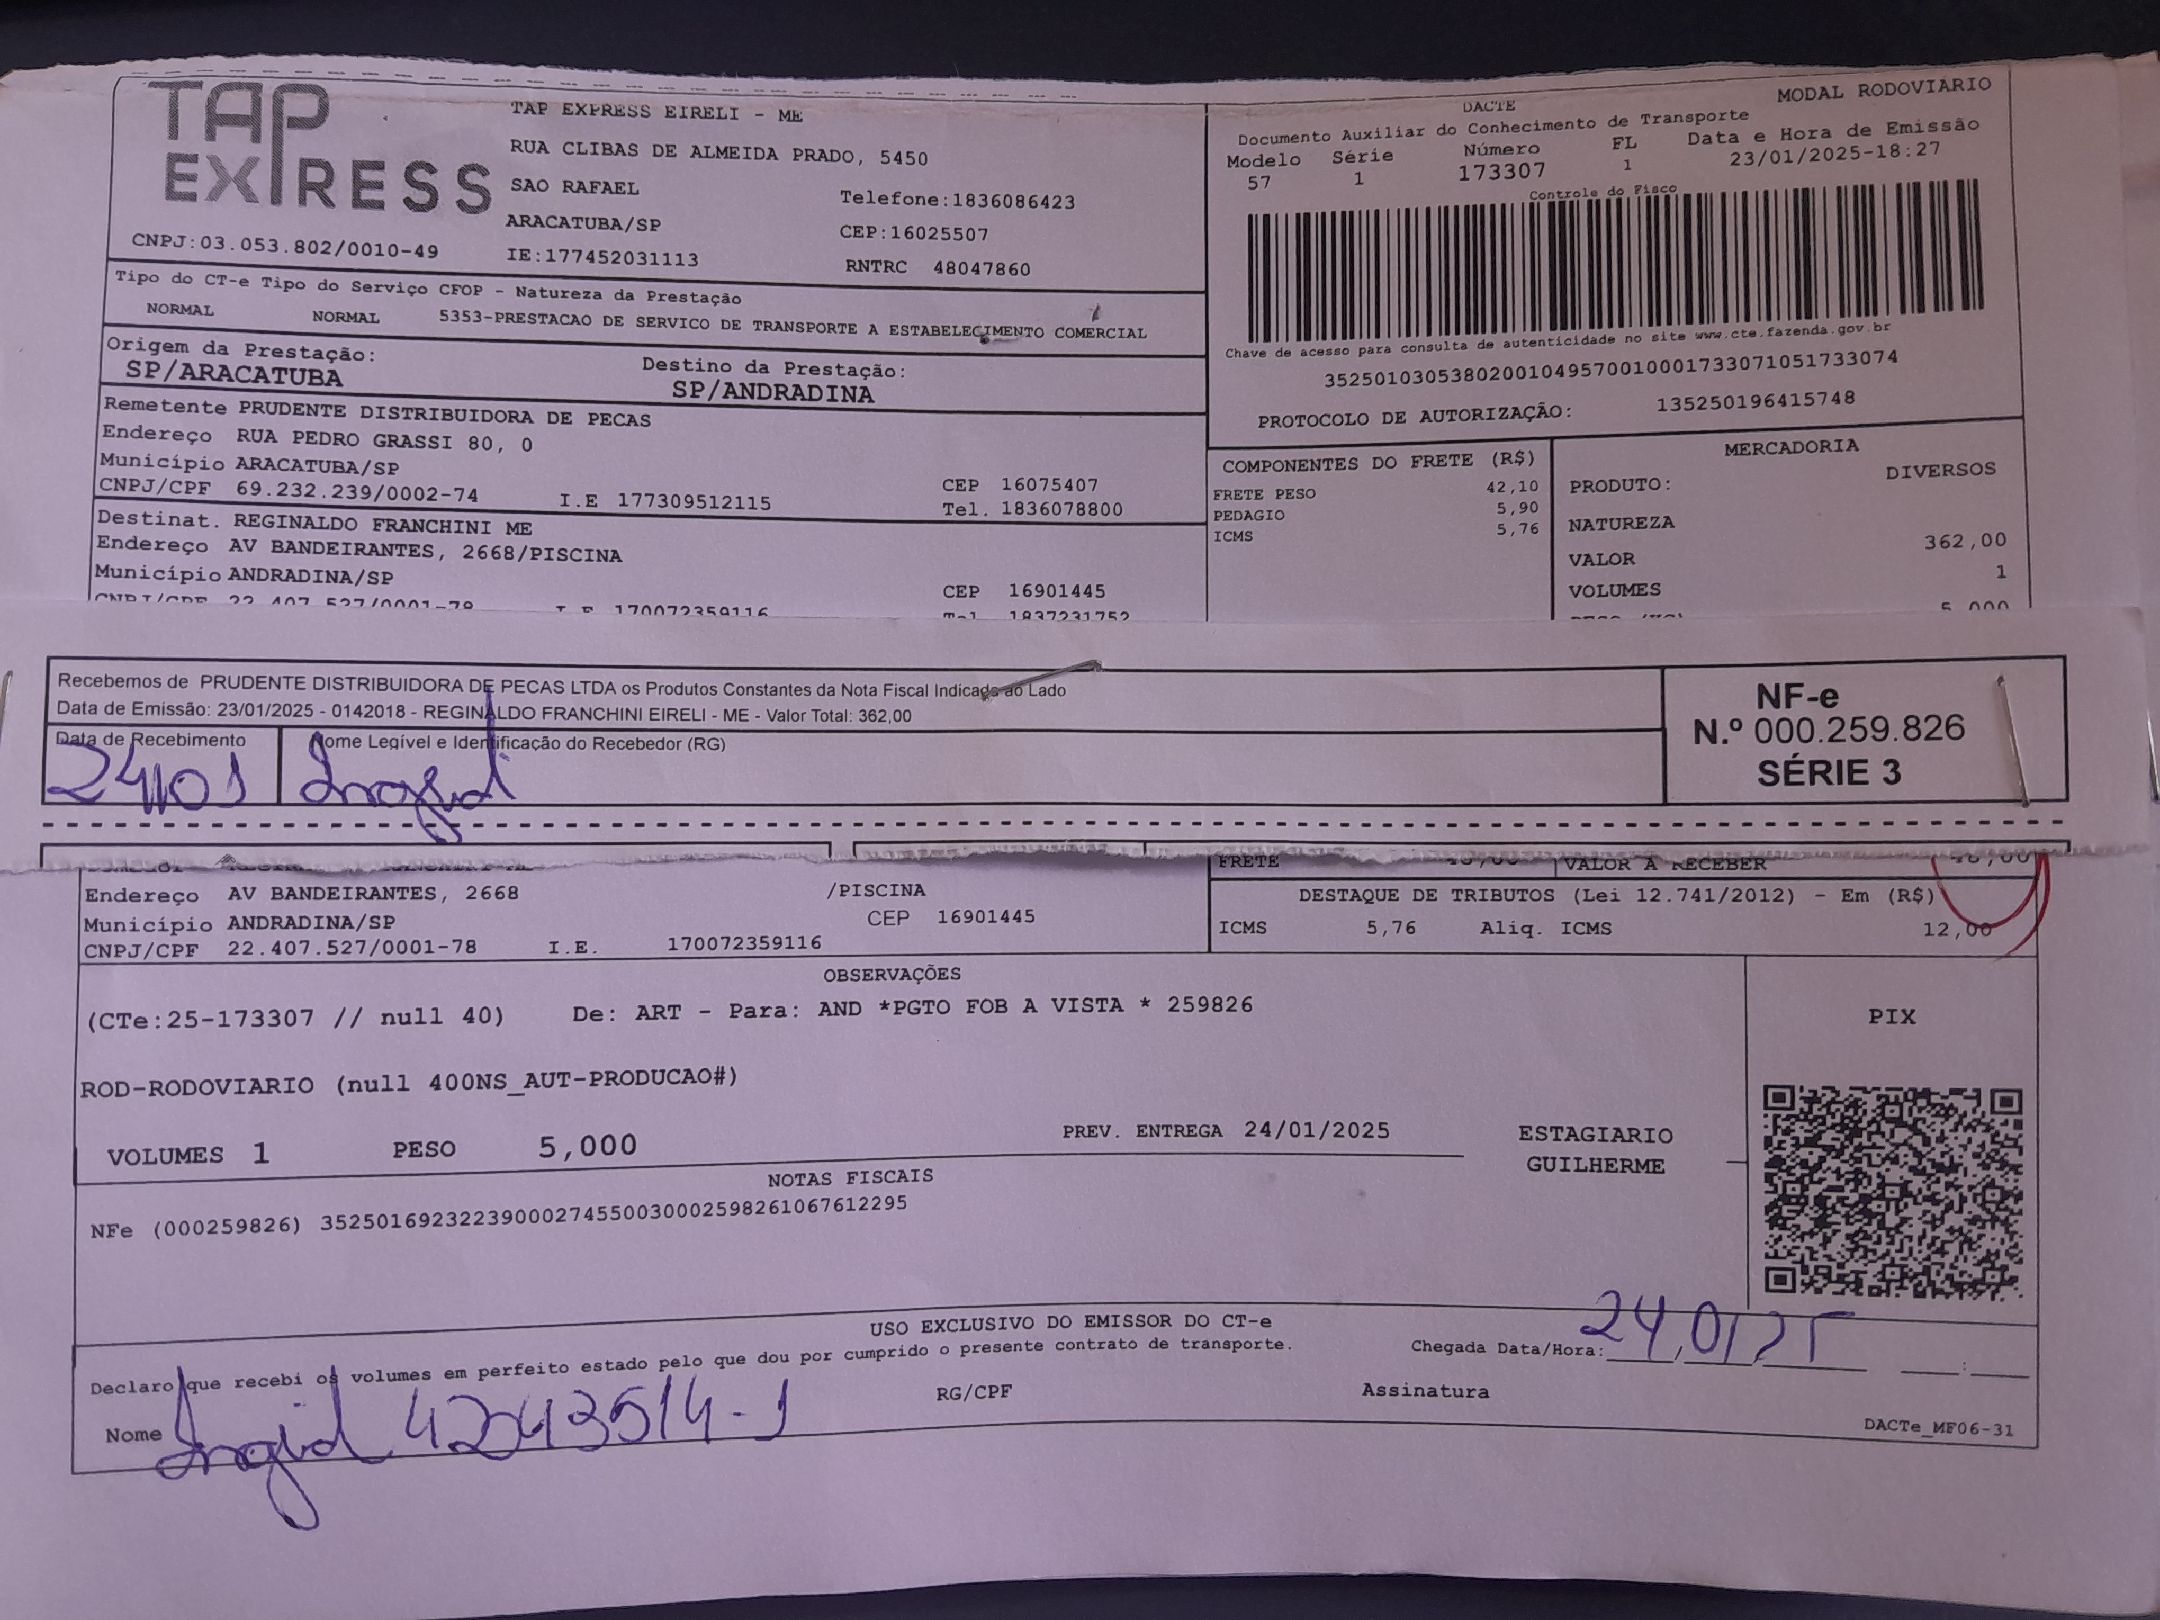 TAP EXPRESS
TAP EXPRESS EIRELI - ME
RUA CLIBAS DE ALMEIDA PRADO, 5450
SAO RAFAEL
Telefone:1836086423
ARACATUBA/SP
CEP:16025507
CNPJ:03.053.802/0010-49
IE:177452031113
RNTRC 48047860
DACTE
MODAL RODOVIARIO
Documento Auxiliar do Conhecimento de Transporte
Modelo Série Número FL Data e Hora de Emissão
57 1 173307 1 23/01/2025-18:27
Controle do Fisco
Chave de acesso para consulta de autenticidade no site www.cte.fazenda.gov.br
35250103053802001049570010001733071051733074
PROTOCOLO DE AUTORIZAÇÃO: 135250196415748
Tipo do CT-e Tipo do Serviço CFOP - Natureza da Prestação
NORMAL NORMAL 5353-PRESTACAO DE SERVICO DE TRANSPORTE A ESTABELECIMENTO COMERCIAL
Origem da Prestação: Destino da Prestação:
SP/ARACATUBA SP/ANDRADINA
Remetente PRUDENTE DISTRIBUIDORA DE PECAS
Endereço RUA PEDRO GRASSI 80, 0
Município ARACATUBA/SP CEP 16075407
CNPJ/CPF 69.232.239/0002-74 I.E 177309512115 Tel. 1836078800
Destinat. REGINALDO FRANCHINI ME
Endereço AV BANDEIRANTES, 2668/PISCINA
Município ANDRADINA/SP CEP 16901445
CNPJ/CPF 22.407.527/0001-78 I.E 170072359116 Tel 1837231752
COMPONENTES DO FRETE (R$)
FRETE PESO 42,10
PEDAGIO 5,90
ICMS 5,76
MERCADORIA
PRODUTO: DIVERSOS
NATUREZA
VALOR 362,00
VOLUMES 1
5,000
Recebemos de PRUDENTE DISTRIBUIDORA DE PECAS LTDA os Produtos Constantes da Nota Fiscal Indicada ao Lado
Data de Emissão: 23/01/2025 - 0142018 - REGINALDO FRANCHINI EIRELI - ME - Valor Total: 362,00
Data de Recebimento Nome Legível e Identificação do Recebedor (RG)
24/01 Ingrid
NF-e
N.º 000.259.826
SÉRIE 3
FRETE VALOR A RECEBER
Endereço AV BANDEIRANTES, 2668 /PISCINA
Município ANDRADINA/SP CEP 16901445
CNPJ/CPF 22.407.527/0001-78 I.E. 170072359116
DESTAQUE DE TRIBUTOS (Lei 12.741/2012) - Em (R$)
ICMS 5,76 Aliq. ICMS 12,00
OBSERVAÇÕES
(CTe:25-173307 // null 40) De: ART - Para: AND *PGTO FOB A VISTA * 259826
PIX
ROD-RODOVIARIO (null 400NS_AUT-PRODUCAO#)
VOLUMES 1 PESO 5,000 PREV. ENTREGA 24/01/2025
ESTAGIARIO
GUILHERME
NOTAS FISCAIS
NFe (000259826) 35250169232239000274550030002598261067612295
USO EXCLUSIVO DO EMISSOR DO CT-e
Declaro que recebi os volumes em perfeito estado pelo que dou por cumprido o presente contrato de transporte.
Chegada Data/Hora: 24/01/25 :
Nome Ingrid 42243514-1 RG/CPF Assinatura
DACTe_MF06-31